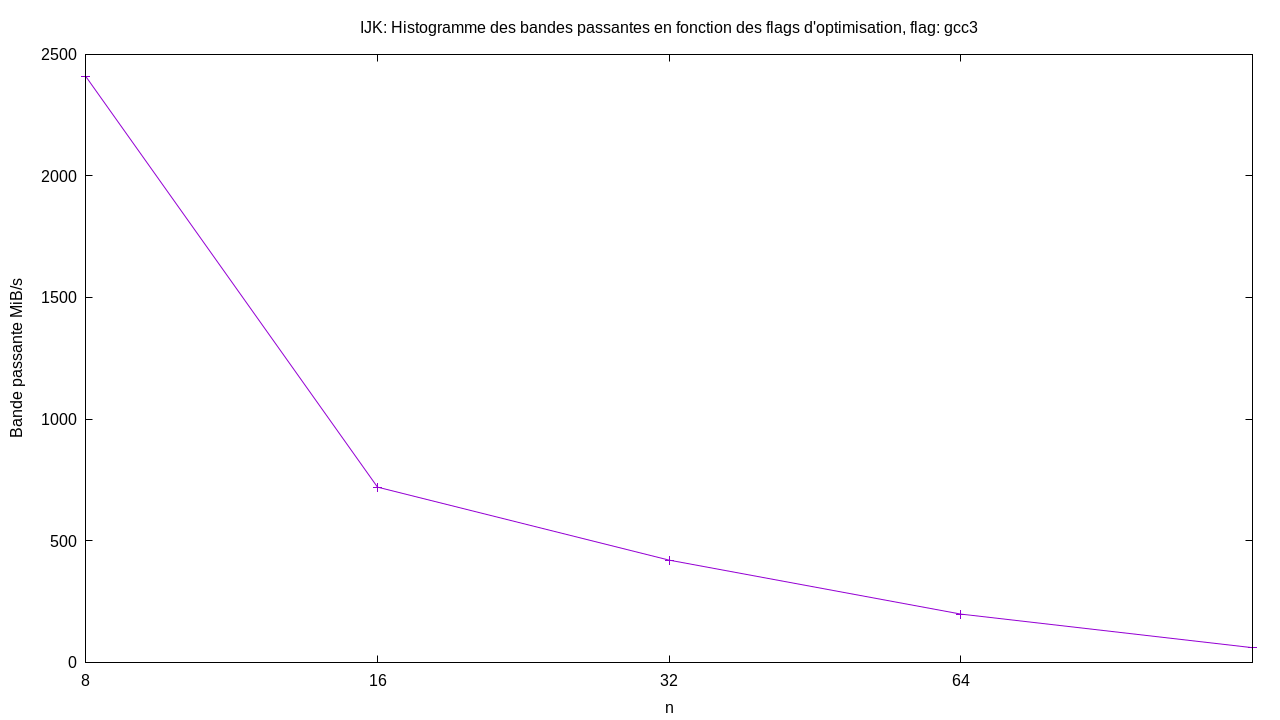 IJK: Histogramme des bandes passantes en fonction des flags d'optimisation, flag: gcc3
2500
2000
1500
1000
500
0
Bande passante MiB/s
8 16 32 64
n